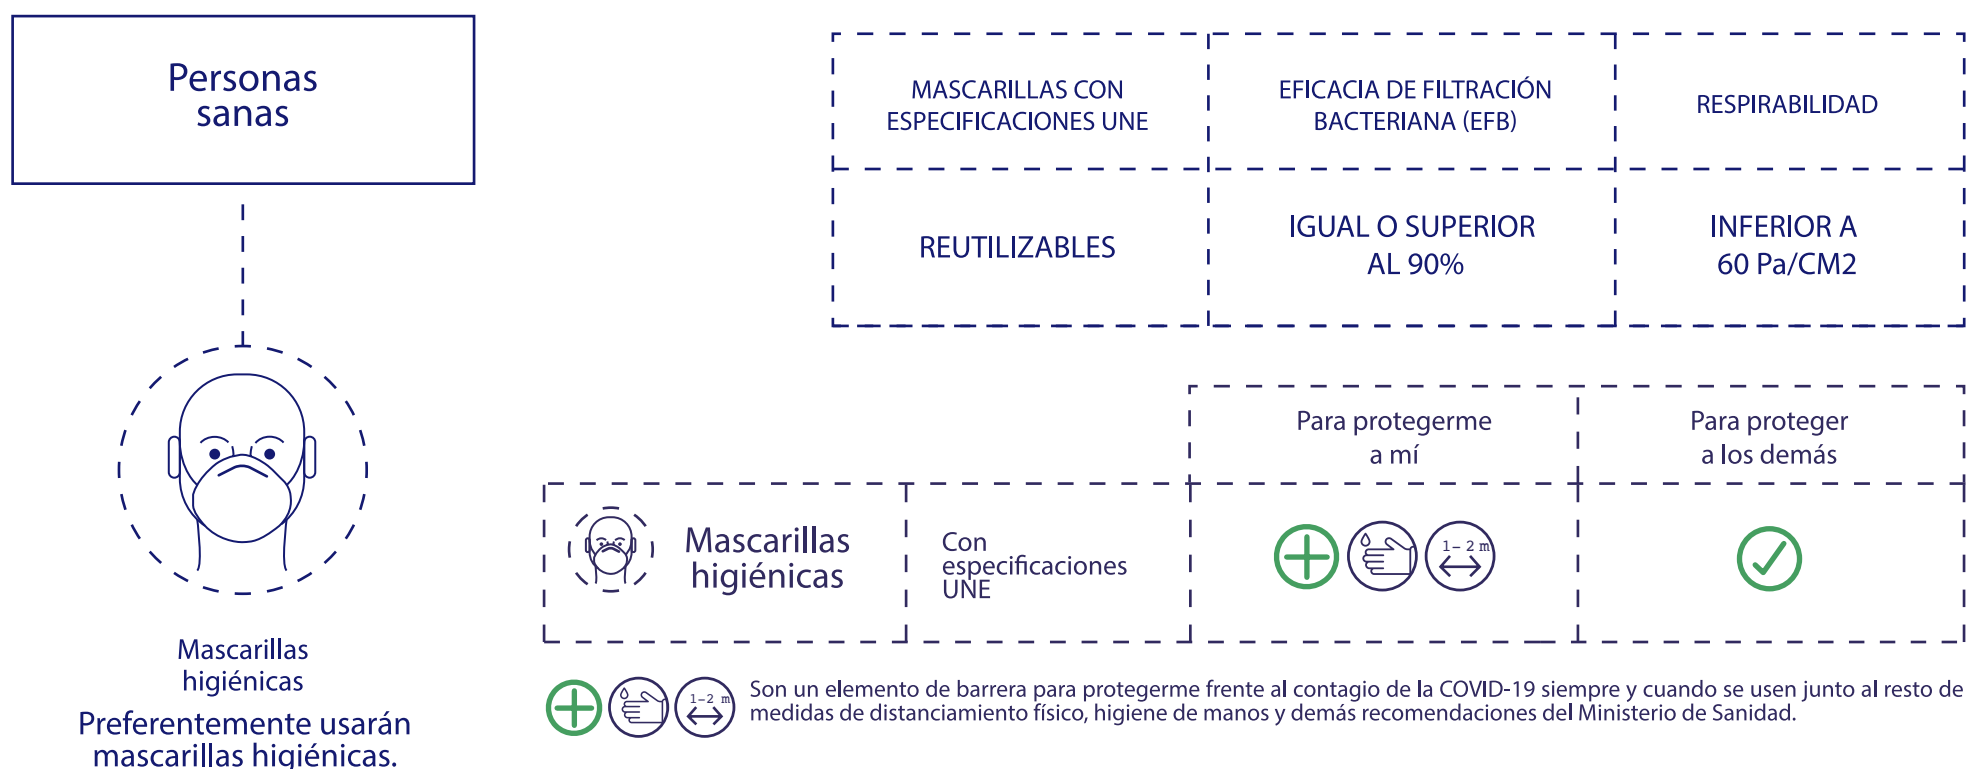 Personas
sanas
Mascarillas
higiénicas
Preferentemente usarán
mascarillas higiénicas.
MASCARILLAS CON
ESPECIFICACIONES UNE
EFICACIA DE FILTRACIÓN
BACTERIANA (EFB)
RESPIRABILIDAD
REUTILIZABLES
IGUAL O SUPERIOR
AL 90%
INFERIOR A
60 Pa/CM2
Para protegerme
a mí
Para proteger
a los demás
Mascarillas
higiénicas
Con
especificaciones
UNE
1- 2 m
1-2 m
Son un elemento de barrera para protegerme frente al contagio de la COVID-19 siempre y cuando se usen junto al resto de
medidas de distanciamiento físico, higiene de manos y demás recomendaciones del Ministerio de Sanidad.